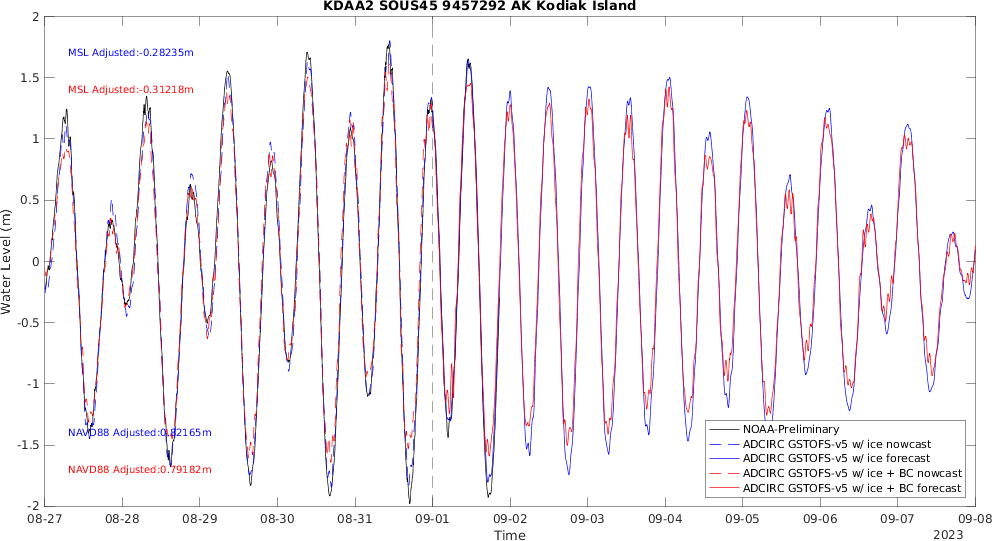 KDAA2 SOUS45 9457292 AK Kodiak Island
MSL Adjusted:-0.28235m
MSL Adjusted:-0.31218m
NAVD88 Adjusted:0.82165m
NAVD88 Adjusted:0.79182m
Water Level (m)
2
1.5
1
0.5
0
-0.5
-1
-1.5
-2
NOAA-Preliminary
ADCIRC GSTOFS-v5 w/ ice nowcast
ADCIRC GSTOFS-v5 w/ ice forecast
ADCIRC GSTOFS-v5 w/ ice + BC nowcast
ADCIRC GSTOFS-v5 w/ ice + BC forecast
08-27 08-28 08-29 08-30 08-31 09-01 09-02 09-03 09-04 09-05 09-06 09-07 09-08
Time
2023